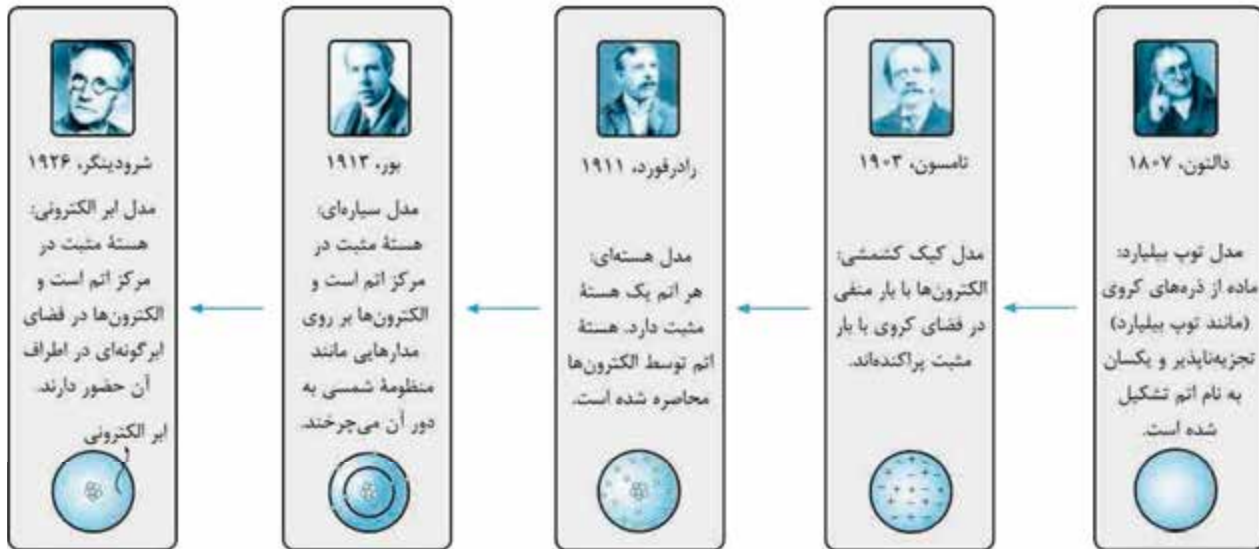 دالتون، ۱۸۰۷
مدل توپ بیلیارد:
ماده از ذره‌های کروی
(مانند توپ بیلیارد)
تجزیه‌ناپذیر و یکسان
به نام اتم تشکیل
شده است.
تامسون، ۱۹۰۳
مدل کیک کشمشی:
الکترون‌ها با بار منفی
در فضای کروی با بار
مثبت پراکنده‌اند.
رادرفورد، ۱۹۱۱
مدل هسته‌ای:
هر اتم یک هستهٔ
مثبت دارد. هستهٔ
اتم توسط الکترون‌ها
محاصره شده است.
بور، ۱۹۱۳
مدل سیاره‌ای:
هستهٔ مثبت در
مرکز اتم است و
الکترون‌ها بر روی
مدارهایی مانند
منظومهٔ شمسی به
دور آن می‌چرخند.
شرودینگر، ۱۹۲۶
مدل ابر الکترونی:
هستهٔ مثبت در
مرکز اتم است و
الکترون‌ها در فضای
ابرگونه‌ای در اطراف
آن حضور دارند.
ابر الکترونی